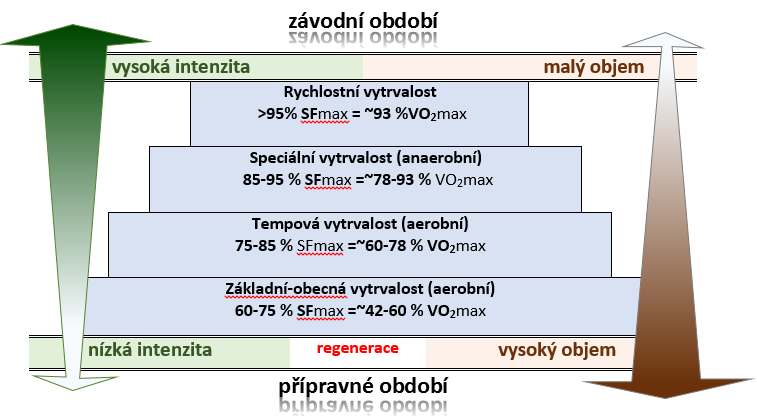 závodní období
vysoká intenzita malý objem
Rychlostní vytrvalost
>95% SFmax = ~93 %VO₂max
Speciální vytrvalost (anaerobní)
85-95 % SFmax =~78-93 % VO₂max
Tempová vytrvalost (aerobní)
75-85 % SFmax =~60-78 % VO₂max
Základní-obecná vytrvalost (aerobní)
60-75 % SFmax =~42-60 % VO₂max
nízká intenzita regenerace vysoký objem
přípravné období